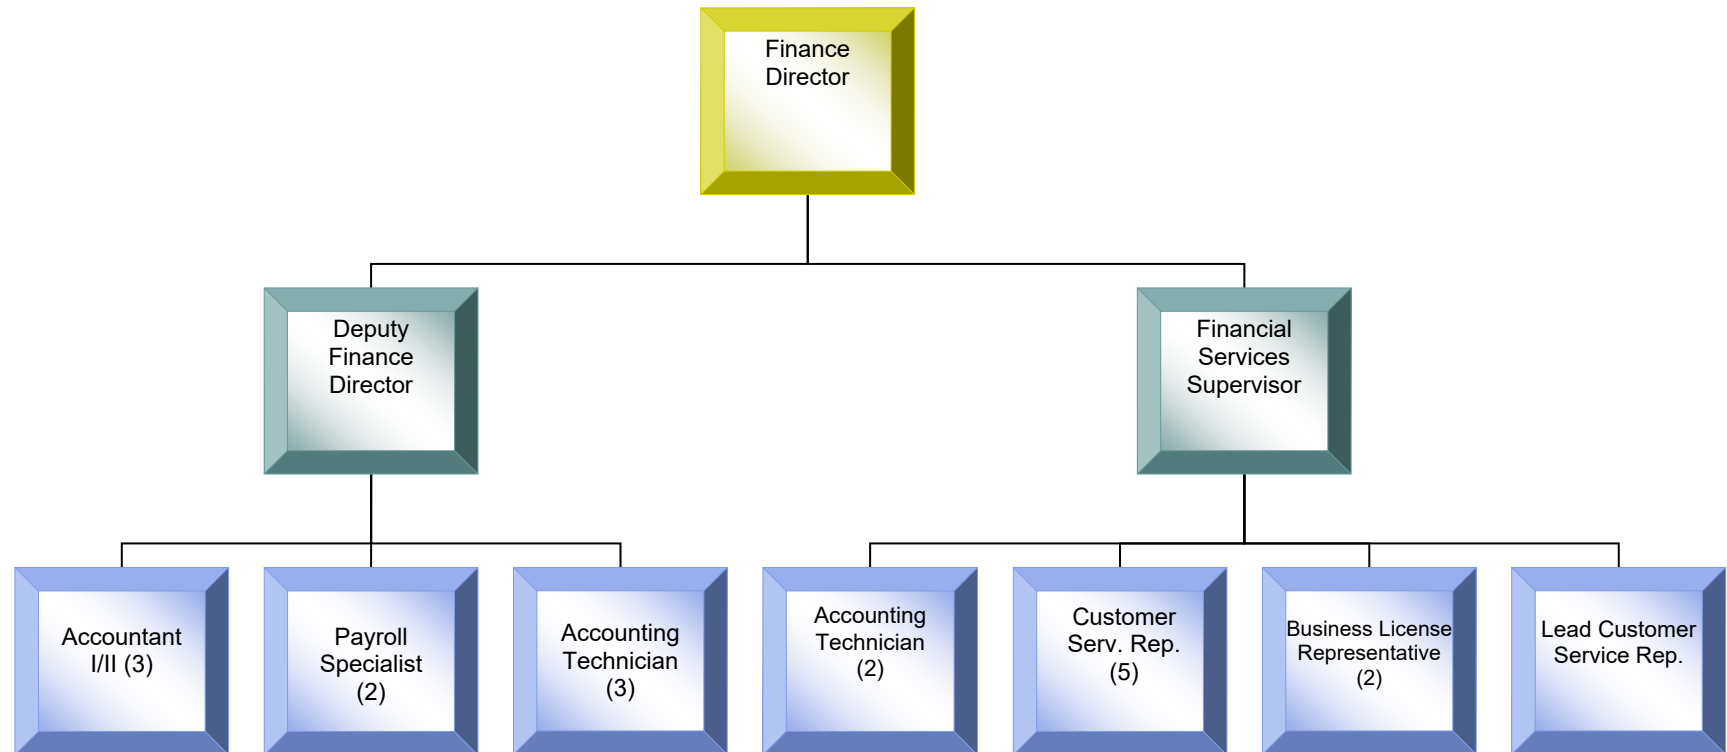 Finance
Director
Deputy
Finance
Director
Financial
Services
Supervisor
Accountant
I/II (3)
Payroll
Specialist
(2)
Accounting
Technician
(3)
Accounting
Technician
(2)
Customer
Serv. Rep.
(5)
Business License
Representative
(2)
Lead Customer
Service Rep.